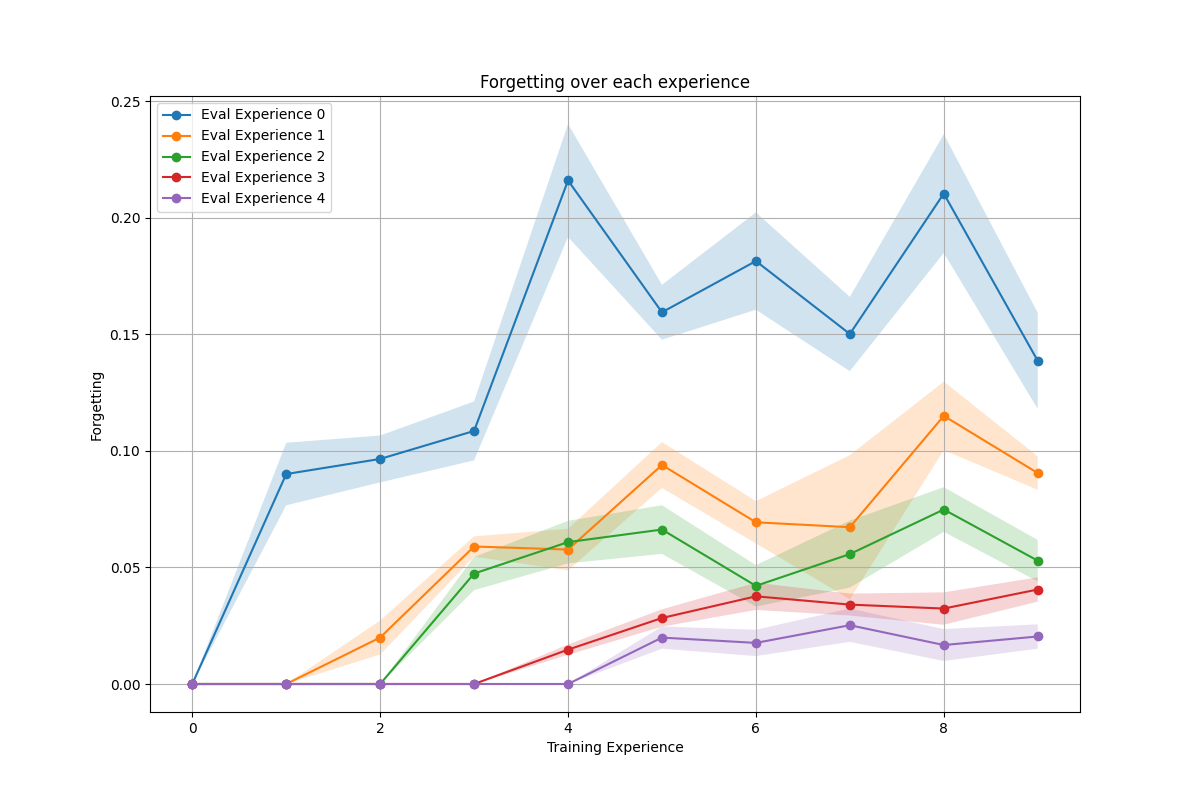 Forgetting over each experience
Eval Experience 0
Eval Experience 1
Eval Experience 2
Eval Experience 3
Eval Experience 4
0.25
0.20
0.15
0.10
0.05
0.00
Forgetting
0 2 4 6 8
Training Experience